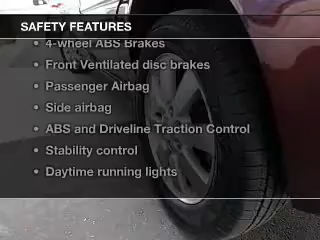 SAFETY FEATURES
• 4-wheel ABS Brakes
• Front Ventilated disc brakes
• Passenger Airbag
• Side airbag
• ABS and Driveline Traction Control
• Stability control
• Daytime running lights